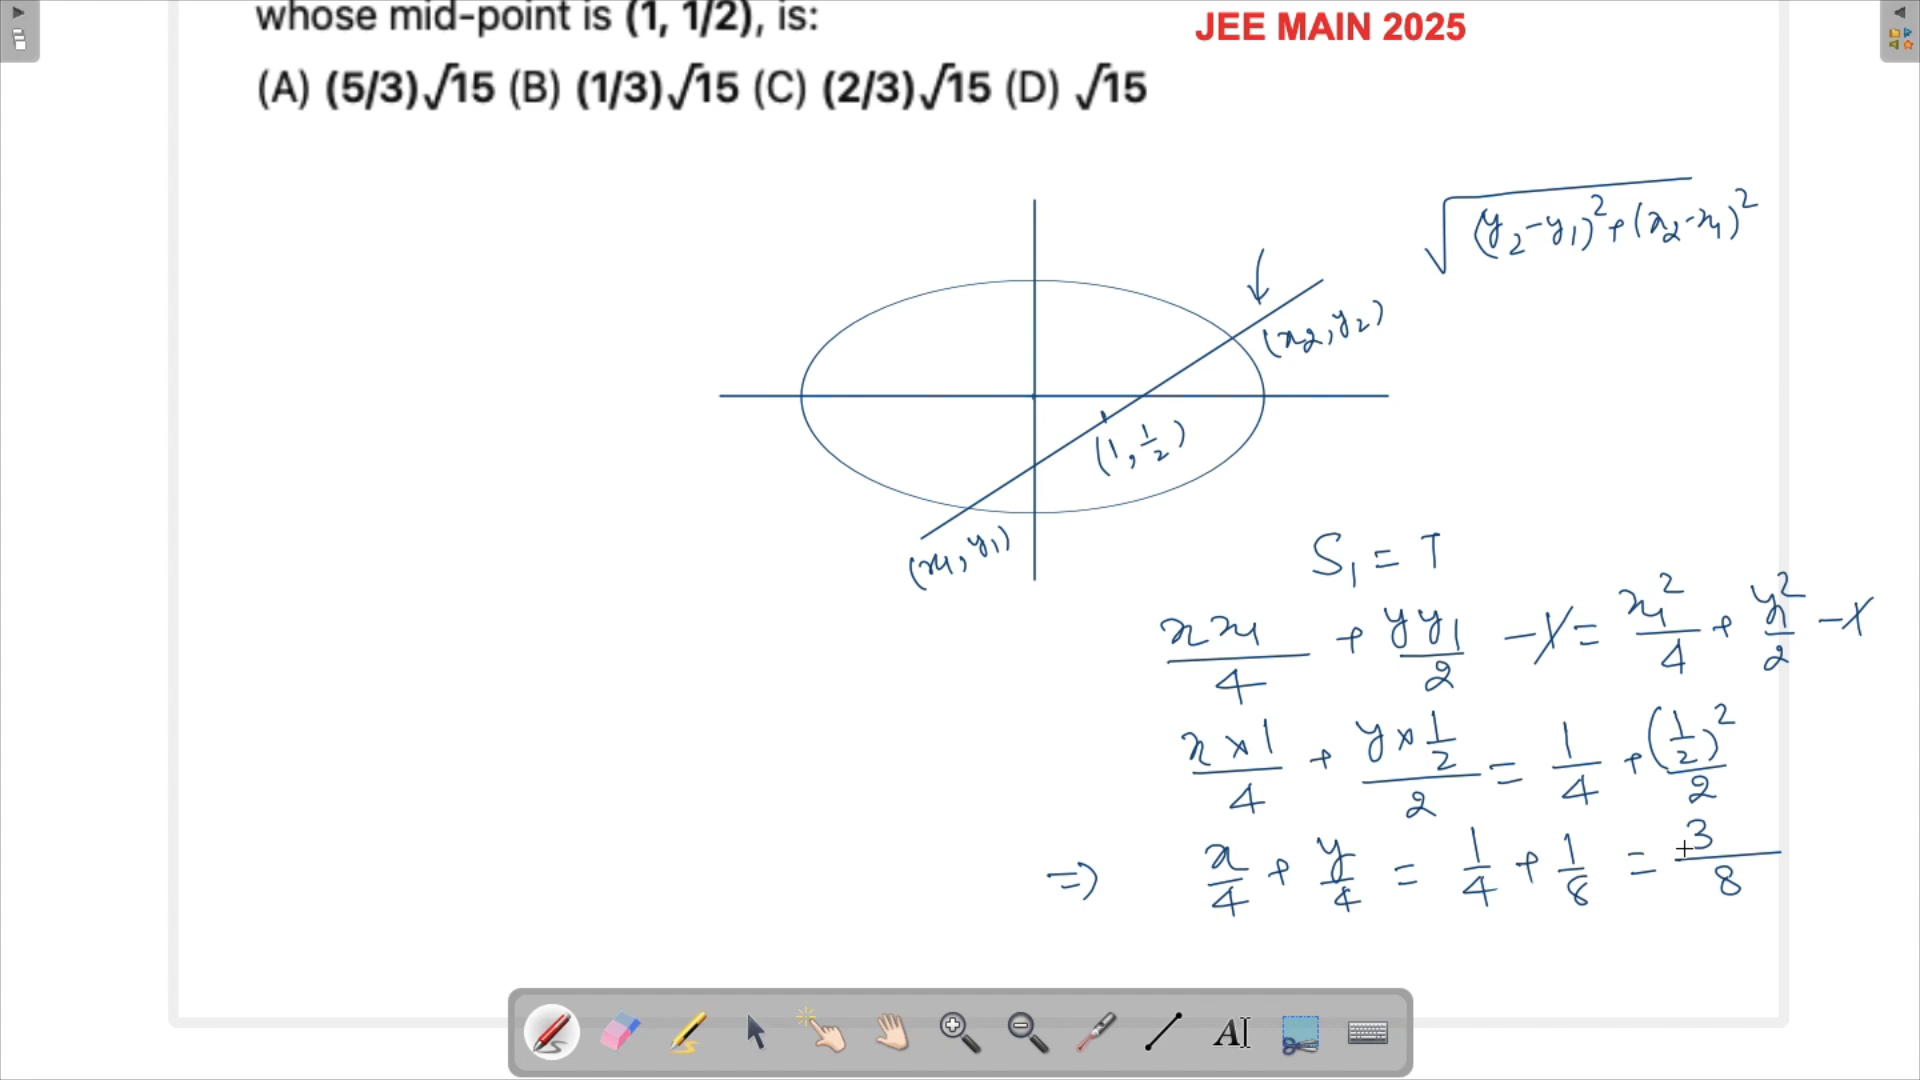 whose mid-point is (1, 1/2), is:
JEE MAIN 2025
(A) (5/3)√15 (B) (1/3)√15 (C) (2/3)√15 (D) √15
√((y₂-y₁)²+(x₂-x₁)²)
(x₂,y₂)
(1,1/2)
(x₁,y₁)
S₁ = T
xx₁/4 + yy₁/2 -1 = x₁²/4 + y₁²/2 -1
x×1/4 + (y×1/2)/2 = 1/4 + (1/2)²/2
=> x/4 + y/4 = 1/4 + 1/8 = 3/8
AI